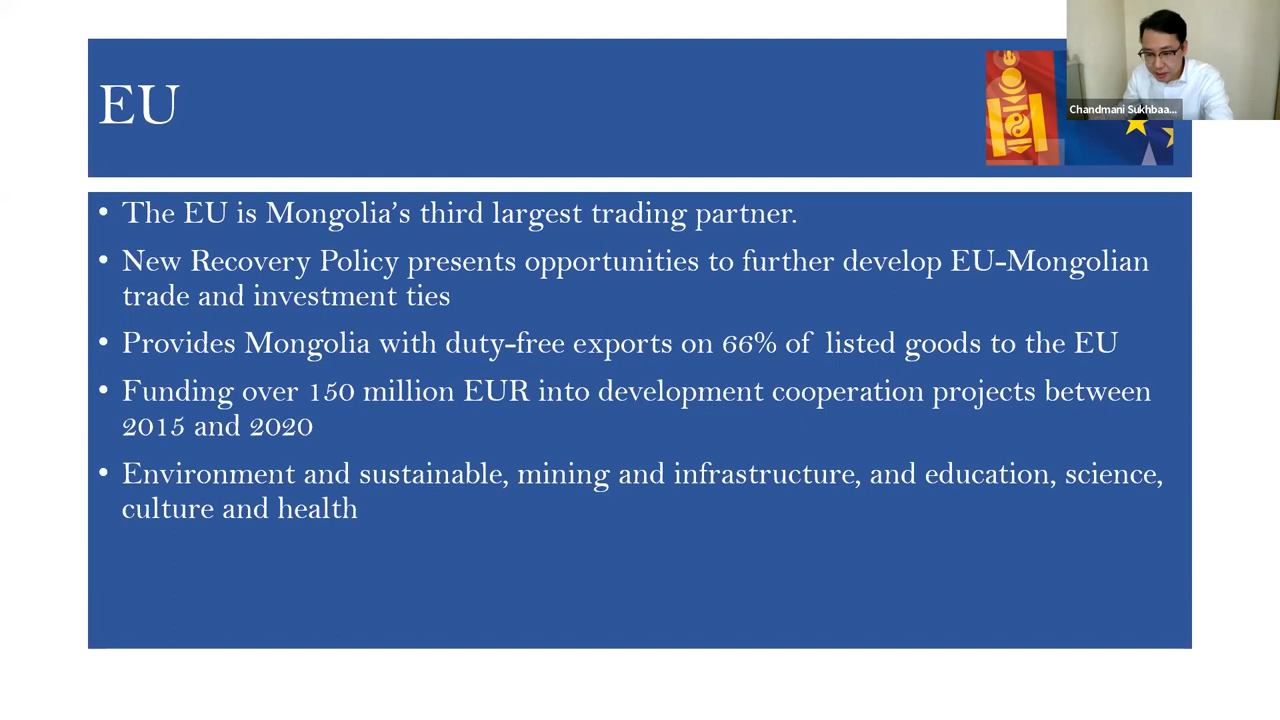 EU
Chandmani Sukhbaa...
• The EU is Mongolia’s third largest trading partner.
• New Recovery Policy presents opportunities to further develop EU-Mongolian
trade and investment ties
• Provides Mongolia with duty-free exports on 66% of listed goods to the EU
• Funding over 150 million EUR into development cooperation projects between
2015 and 2020
• Environment and sustainable, mining and infrastructure, and education, science,
culture and health